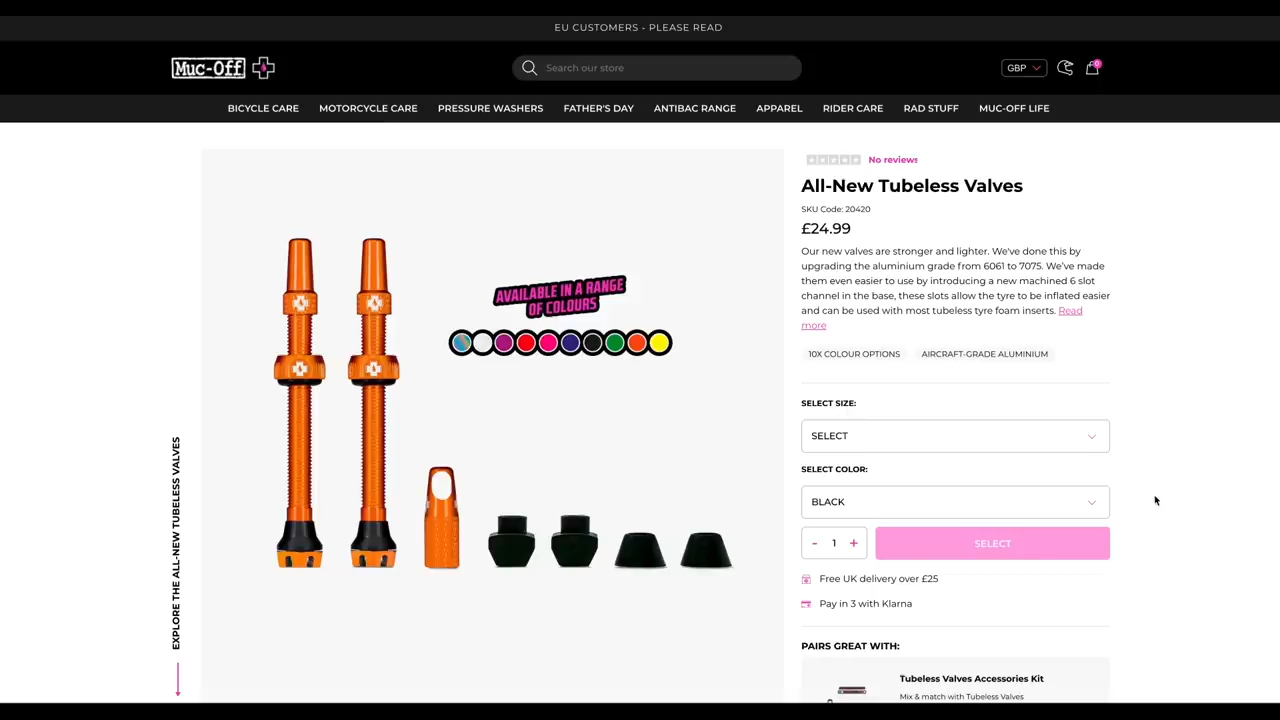 EU CUSTOMERS - PLEASE READ
Muc-Off
Search our store
GBP
0
BICYCLE CARE MOTORCYCLE CARE PRESSURE WASHERS FATHER'S DAY ANTIBAC RANGE APPAREL RIDER CARE RAD STUFF MUC-OFF LIFE
AVAILABLE IN A RANGE
OF COLOURS
EXPLORE THE ALL-NEW TUBELESS VALVES
No reviews
All-New Tubeless Valves
SKU Code: 20420
£24.99
Our new valves are stronger and lighter. We've done this by
upgrading the aluminium grade from 6061 to 7075. We've made
them even easier to use by introducing a new machined 6 slot
channel in the base, these slots allow the tyre to be inflated easier
and can be used with most tubeless tyre foam inserts. Read
more
10X COLOUR OPTIONS AIRCRAFT-GRADE ALUMINIUM
SELECT SIZE:
SELECT
SELECT COLOR:
BLACK
- 1 + SELECT
Free UK delivery over £25
Pay in 3 with Klarna
PAIRS GREAT WITH:
Tubeless Valves Accessories Kit
Mix & match with Tubeless Valves